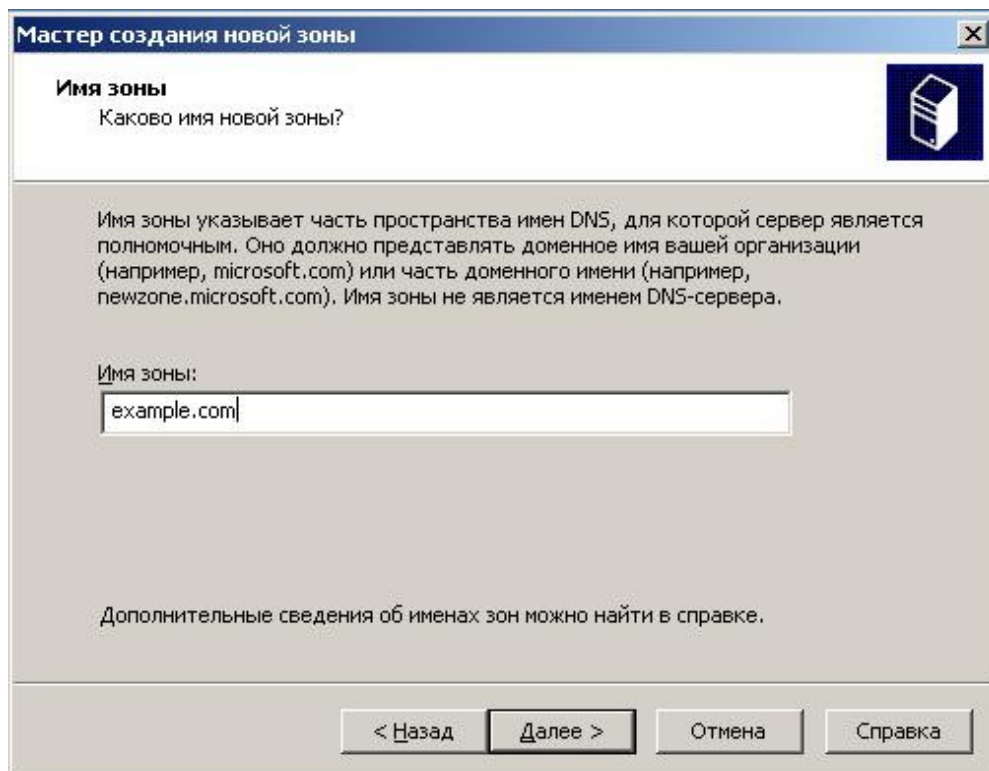 Мастер создания новой зоны
Имя зоны
Каково имя новой зоны?
Имя зоны указывает часть пространства имен DNS, для которой сервер является
полномочным. Оно должно представлять доменное имя вашей организации
(например, microsoft.com) или часть доменного имени (например,
newzone.microsoft.com). Имя зоны не является именем DNS-сервера.
Имя зоны:
example.com
Дополнительные сведения об именах зон можно найти в справке.
< Назад
Далее >
Отмена
Справка